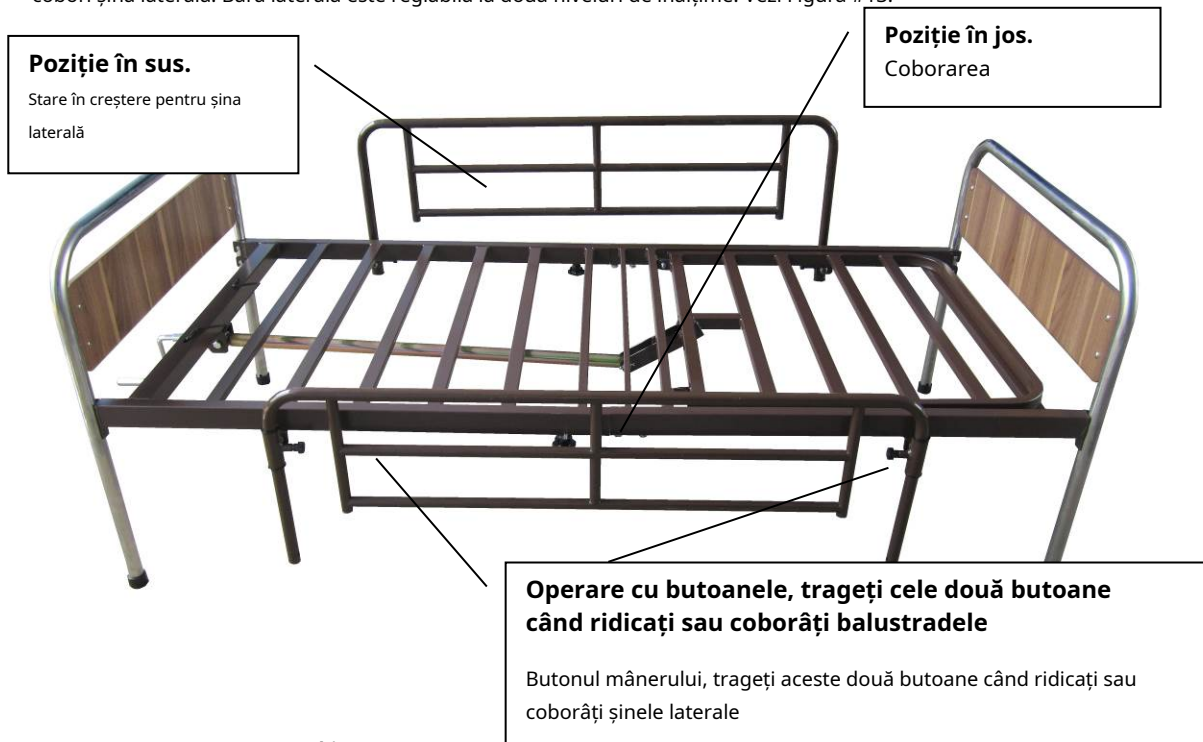 Poziție în jos.
Coborarea
Poziție în sus.
Stare în creștere pentru șina
laterală
Operare cu butoanele, trageți cele două butoane
când ridicați sau coborâți balustradele
Butonul mânerului, trageți aceste două butoane când ridicați sau
coborâți șinele laterale